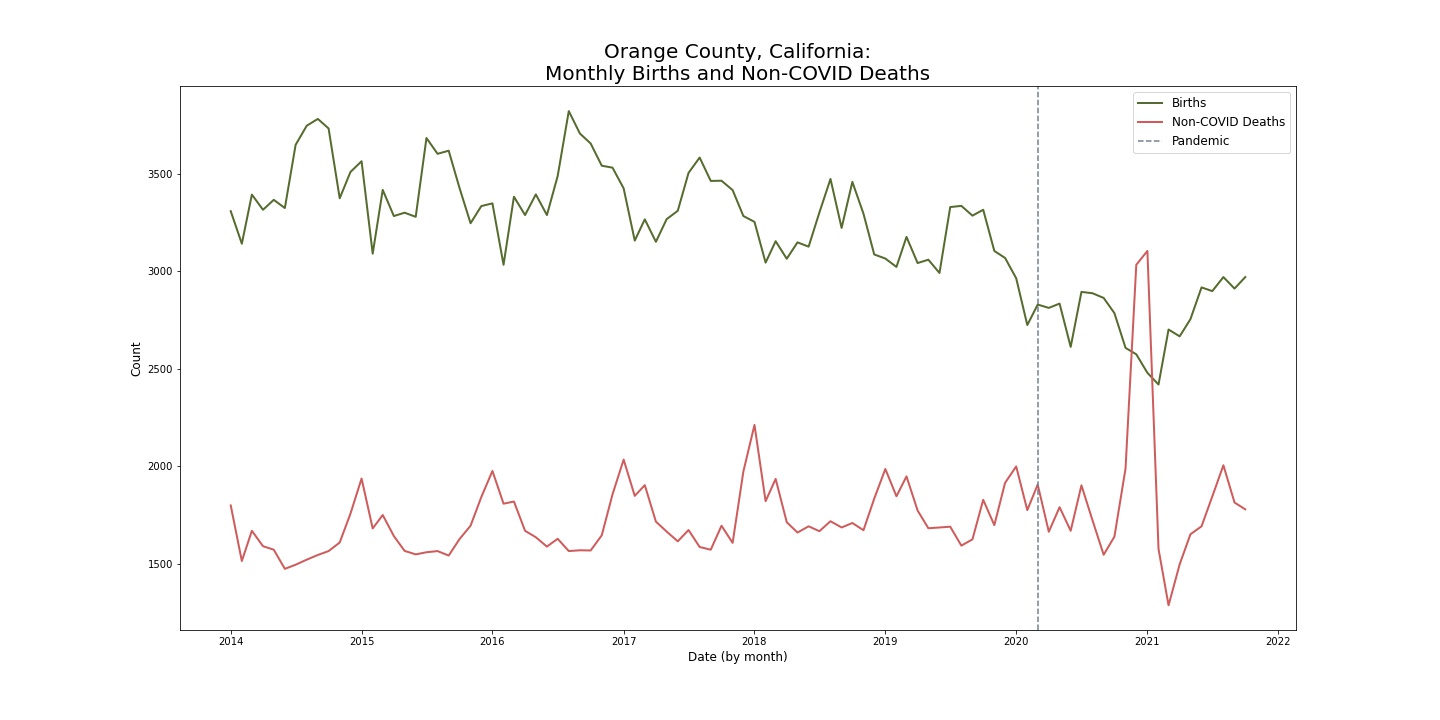 Orange County, California:
Monthly Births and Non-COVID Deaths
Births
Non-COVID Deaths
Pandemic
Count
3500
3000
2500
2000
1500
2014 2015 2016 2017 2018 2019 2020 2021 2022
Date (by month)